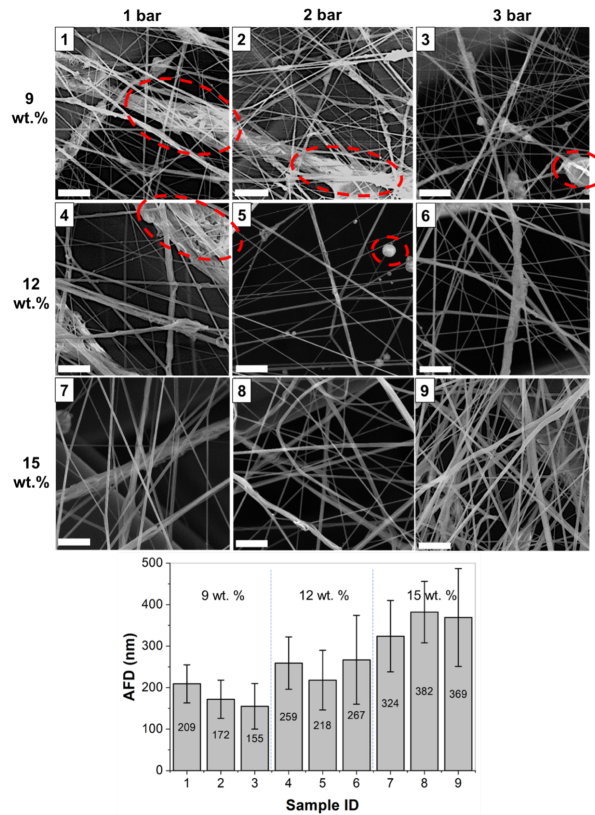 1 bar 2 bar 3 bar
1 2 3
9
wt.%
4 5 6
12
wt.%
7 8 9
15
wt.%
500
9 wt. % 12 wt. % 15 wt. %
400
300
200
100
0
AFD (nm)
209 172 155 259 218 267 324 382 369
1 2 3 4 5 6 7 8 9
Sample ID